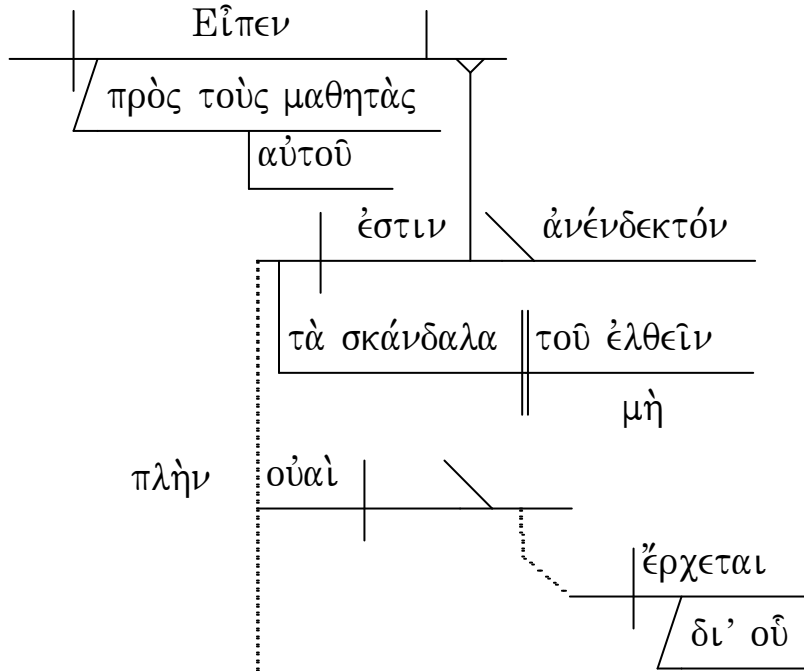 Εἶπεν
πρὸς τοὺς μαθητὰς
αὐτοῦ
ἐστιν ἀνένδεκτόν
τὰ σκάνδαλα τοῦ ἐλθεῖν
μὴ
πλὴν οὐαὶ
ἔρχεται
δι’ οὗ